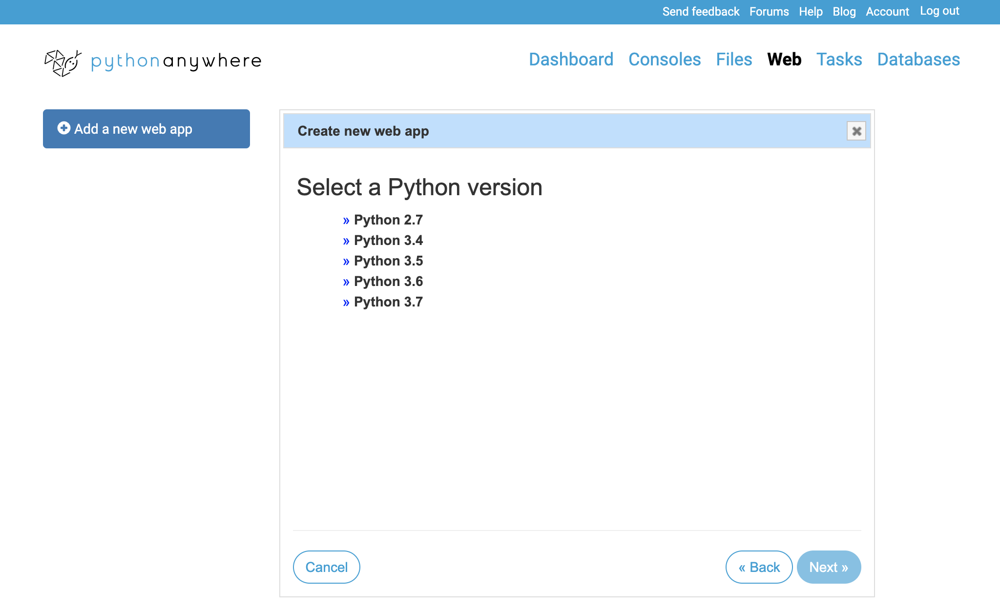 Send feedback Forums Help Blog Account Log out
pythonanywhere
Dashboard Consoles Files Web Tasks Databases
Add a new web app
Create new web app
Select a Python version
» Python 2.7
» Python 3.4
» Python 3.5
» Python 3.6
» Python 3.7
Cancel
« Back
Next »